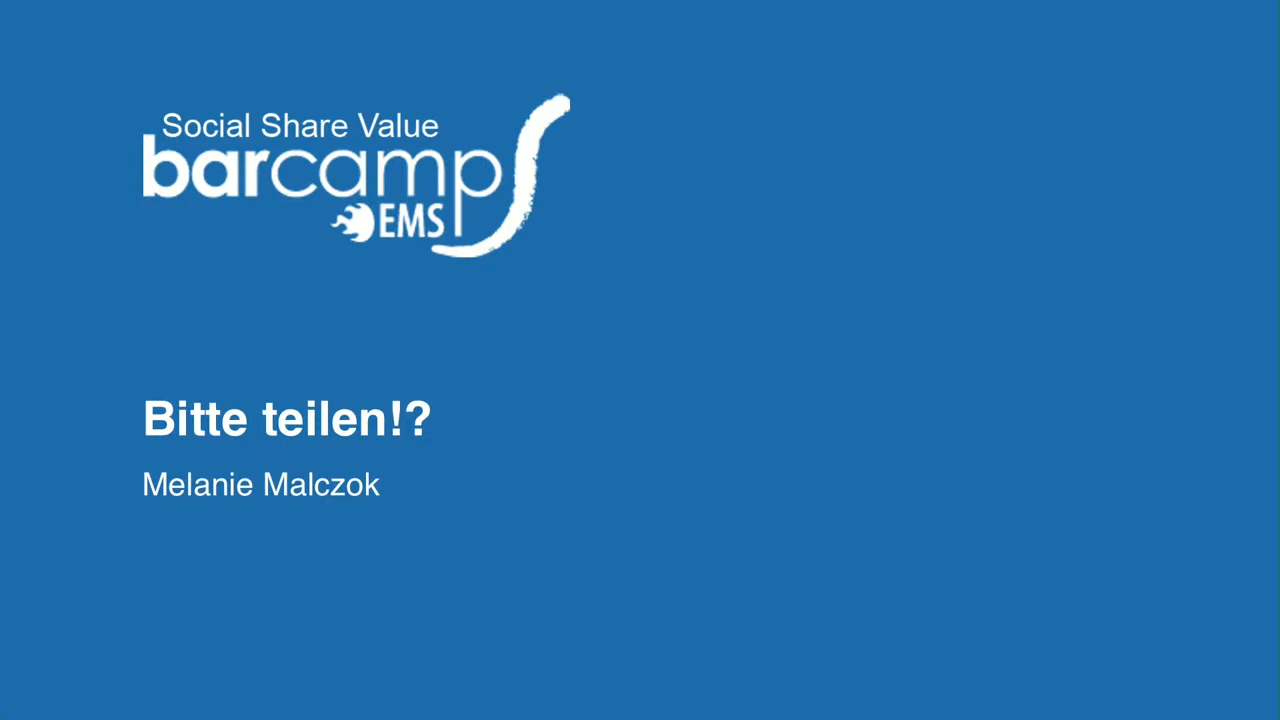 Social Share Value
barcamp
EMS
Bitte teilen!?
Melanie Malczok